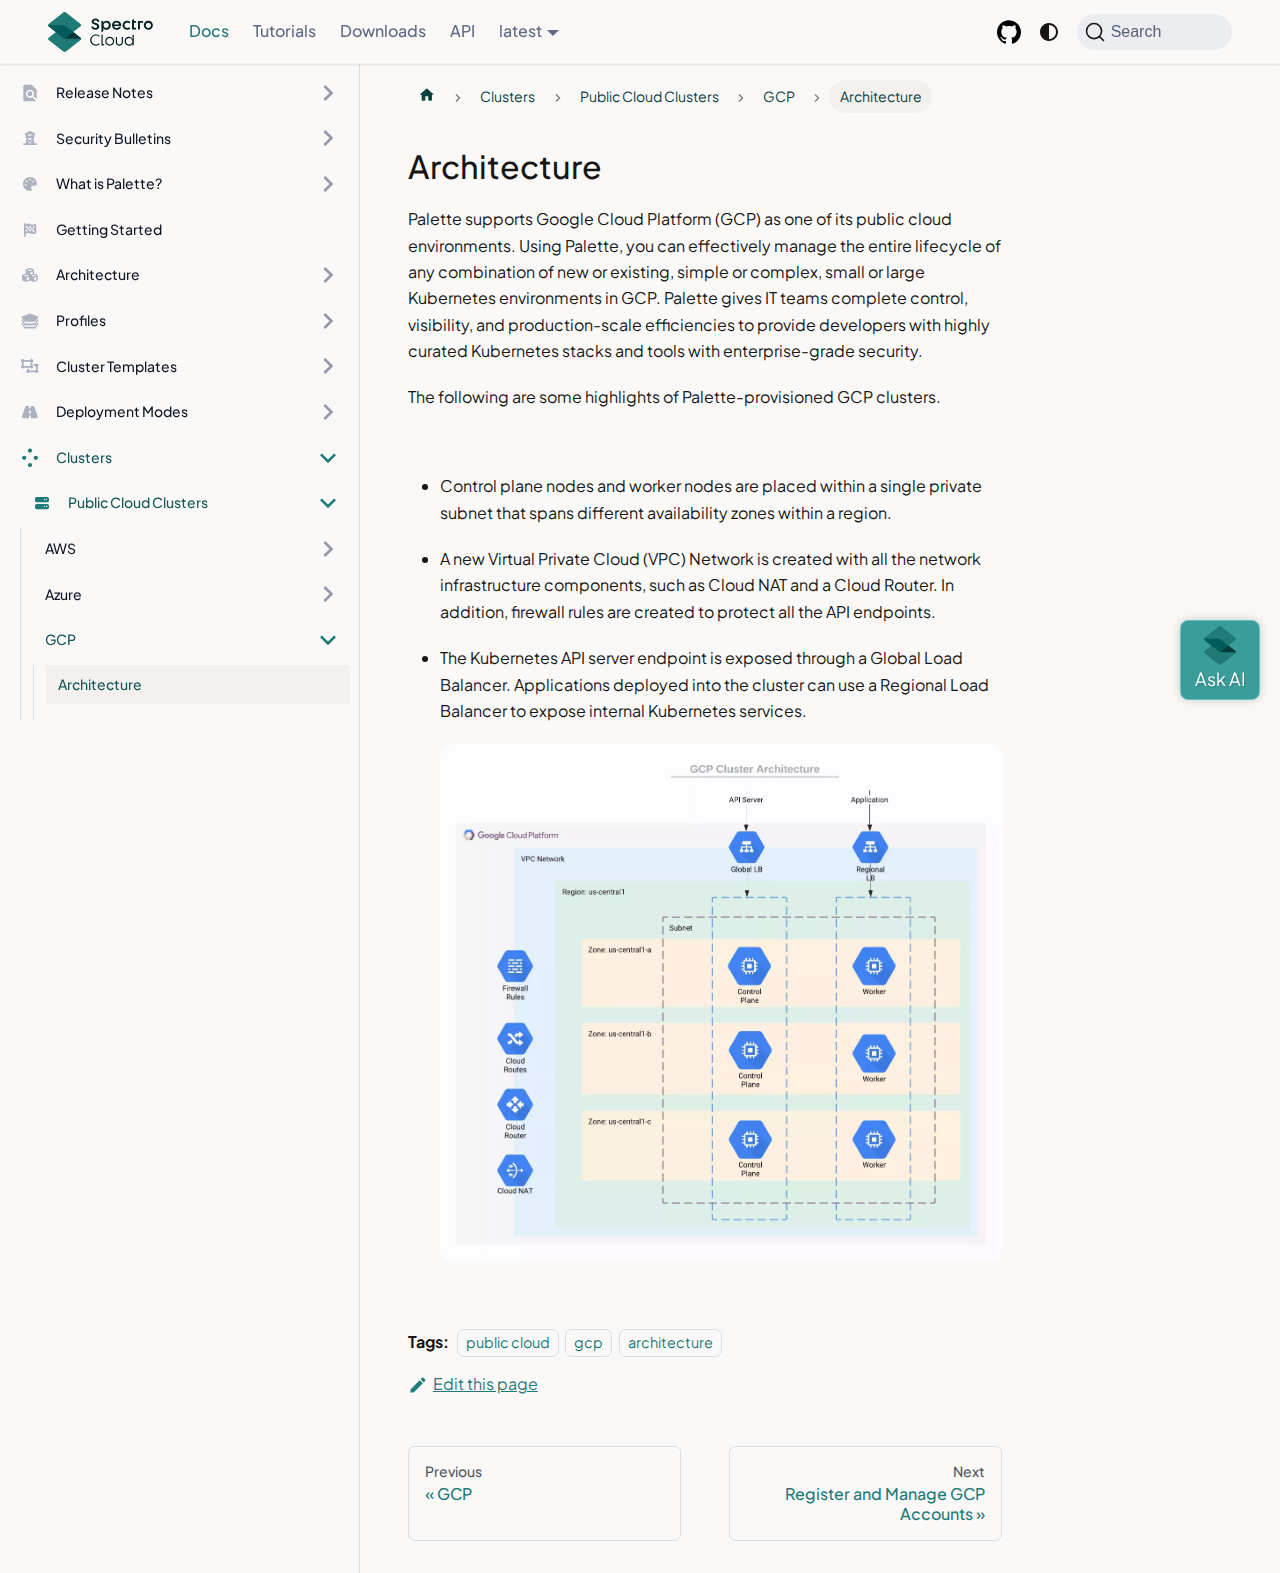 Spectro
Cloud
Docs
Tutorials
Downloads
API
latest
Search
Release Notes
Security Bulletins
What is Palette?
Getting Started
Architecture
Profiles
Cluster Templates
Deployment Modes
Clusters
Public Cloud Clusters
AWS
Azure
GCP
Architecture
Clusters
Public Cloud Clusters
GCP
Architecture
Architecture
Palette supports Google Cloud Platform (GCP) as one of its public cloud
environments. Using Palette, you can effectively manage the entire lifecycle of
any combination of new or existing, simple or complex, small or large
Kubernetes environments in GCP. Palette gives IT teams complete control,
visibility, and production-scale efficiencies to provide developers with highly
curated Kubernetes stacks and tools with enterprise-grade security.
The following are some highlights of Palette-provisioned GCP clusters.
Control plane nodes and worker nodes are placed within a single private
subnet that spans different availability zones within a region.
A new Virtual Private Cloud (VPC) Network is created with all the network
infrastructure components, such as Cloud NAT and a Cloud Router. In
addition, firewall rules are created to protect all the API endpoints.
The Kubernetes API server endpoint is exposed through a Global Load
Balancer. Applications deployed into the cluster can use a Regional Load
Balancer to expose internal Kubernetes services.
GCP Cluster Architecture
API Server
Application
Google Cloud Platform
VPC Network
Global LB
Regional
LB
Region: us-central1
Subnet
Zone: us-central1-a
Control
Plane
Worker
Firewall
Rules
Zone: us-central1-b
Control
Plane
Worker
Cloud
Routes
Zone: us-central1-c
Control
Plane
Worker
Cloud
Router
Cloud NAT
Tags:
public cloud
gcp
architecture
Edit this page
Previous
« GCP
Next
Register and Manage GCP
Accounts »
Ask AI